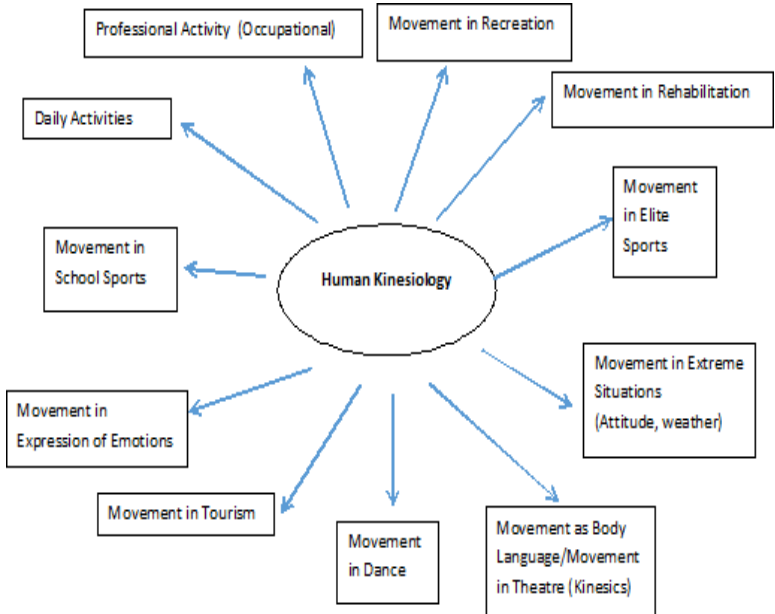 Professional Activity (Occupational)
Movement in Recreation
Movement in Rehabilitation
Daily Activities
Movement
in Elite
Sports
Movement in
School Sports
Human Kinesiology
Movement in Extreme
Situations
(Attitude, weather)
Movement in
Expression of Emotions
Movement in Tourism
Movement
in Dance
Movement as Body
Language/Movement
in Theatre (Kinesics)